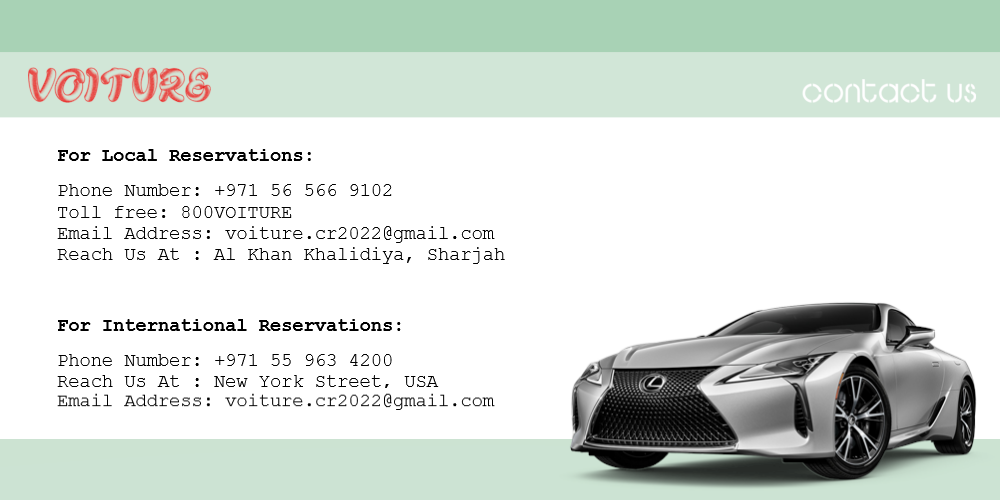 VOITURE
contact us
For Local Reservations:
Phone Number: +971 56 566 9102
Toll free: 800VOITURE
Email Address: voiture.cr2022@gmail.com
Reach Us At : Al Khan Khalidiya, Sharjah
For International Reservations:
Phone Number: +971 55 963 4200
Reach Us At : New York Street, USA
Email Address: voiture.cr2022@gmail.com